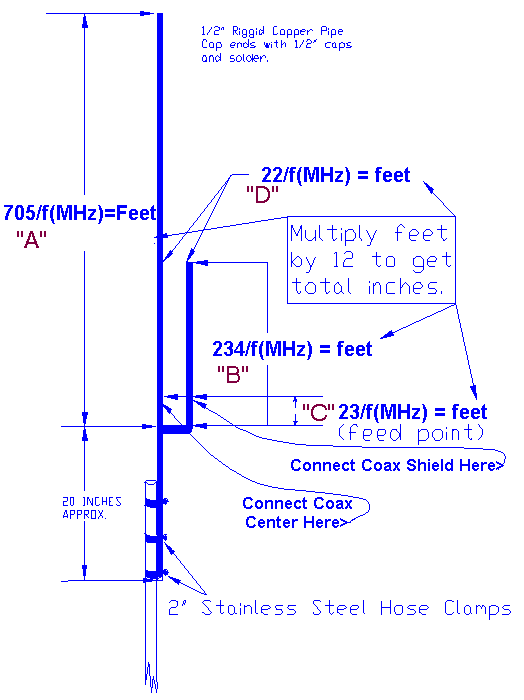 1/2" Riggid Copper Pipe
Cap ends with 1/2" caps
and solder.
22/f(MHz) = feet
"D"
705/f(MHz)=Feet
"A"
Multiply feet
by 12 to get
total inches.
234/f(MHz) = feet
"B"
"C"
23/f(MHz) = feet
(feed point)
Connect Coax Shield Here>
20 INCHES
APPROX.
Connect Coax
Center Here>
2" Stainless Steel Hose Clamps